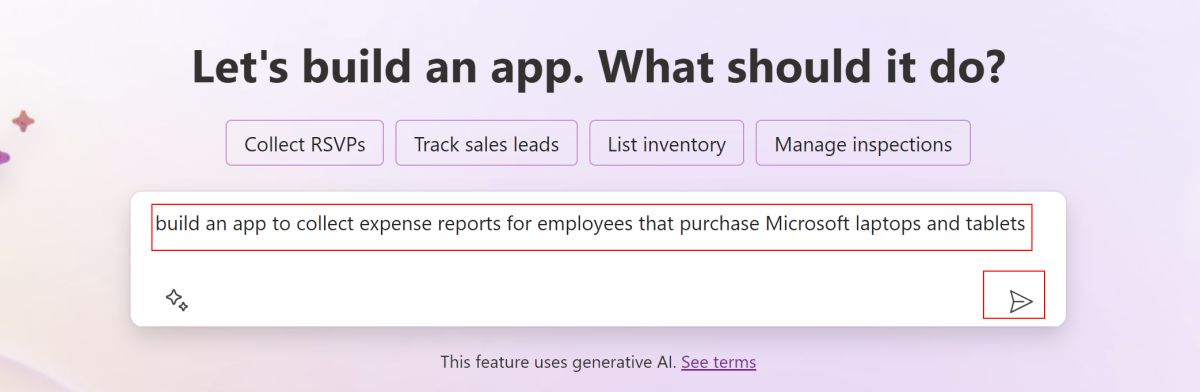 Let's build an app. What should it do?
Collect RSVPs Track sales leads List inventory Manage inspections
build an app to collect expense reports for employees that purchase Microsoft laptops and tablets
This feature uses generative AI. See terms